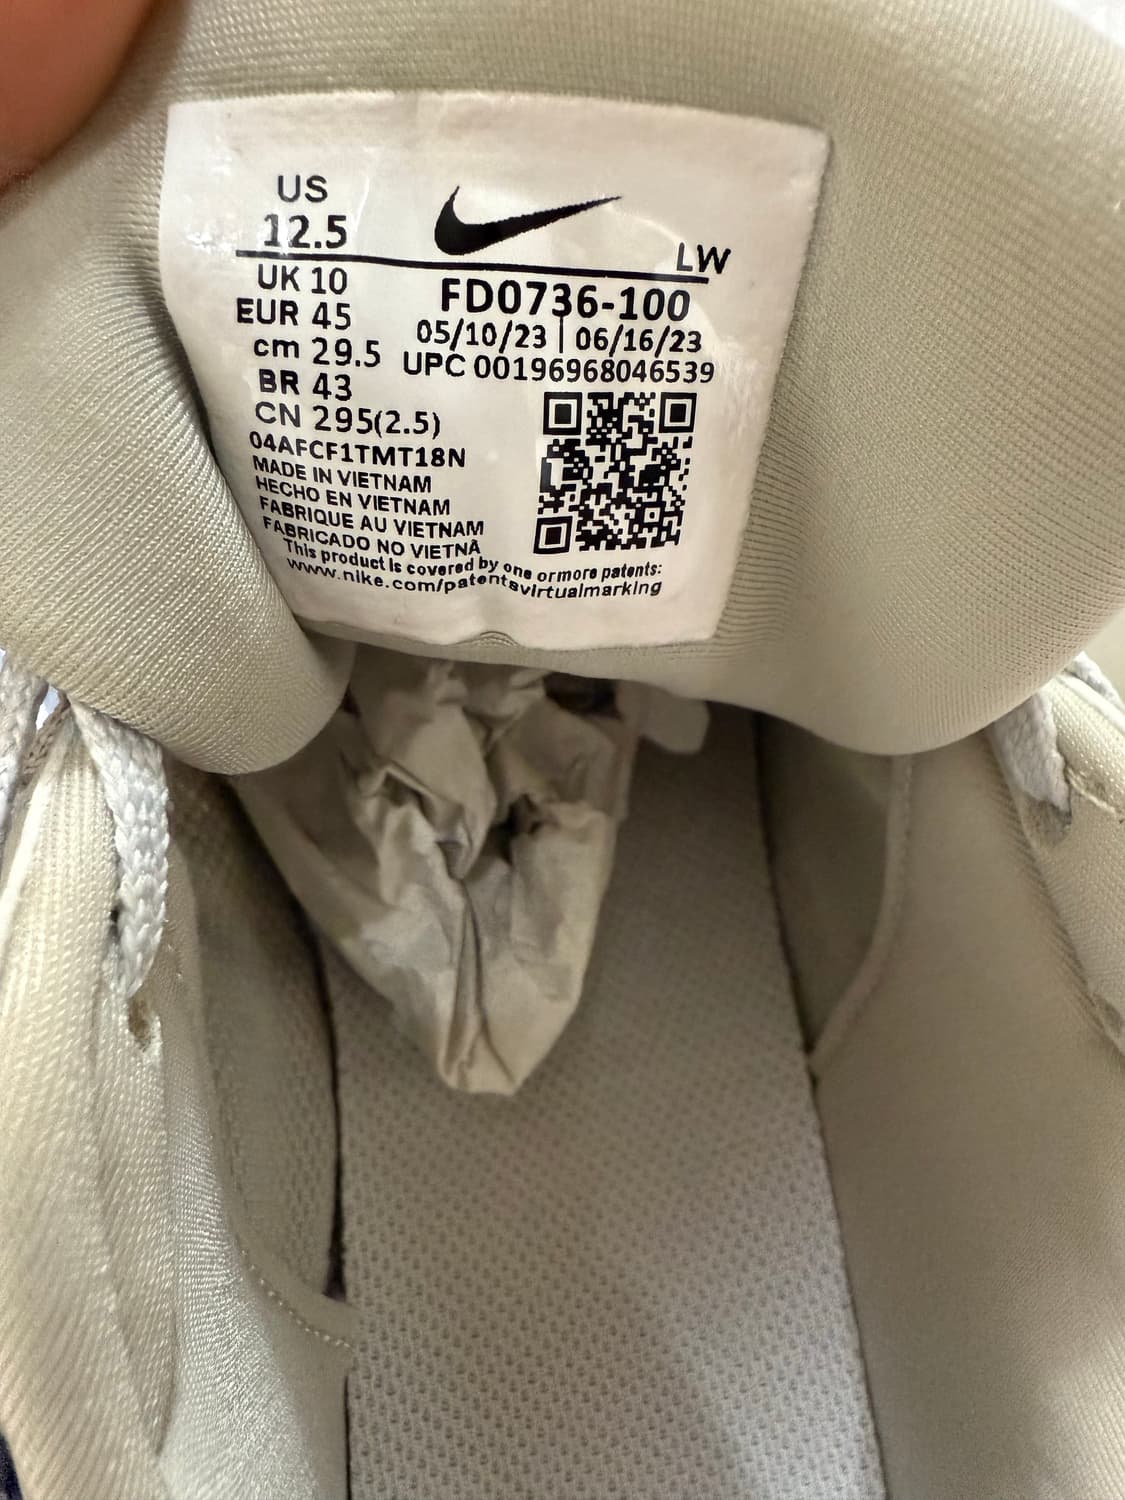 US
12.5
LW
UK 10
FD0736-100
EUR 45
05/10/23 | 06/16/23
cm 29.5
UPC 00196968046539
BR 43
CN 295(2.5)
04AFCF1TMT18N
MADE IN VIETNAM
HECHO EN VIETNAM
FABRIQUE AU VIETNAM
FABRICADO NO VIETNÃ
This product is covered by one ormore patents:
www.nike.com/patentsvirtualmarking